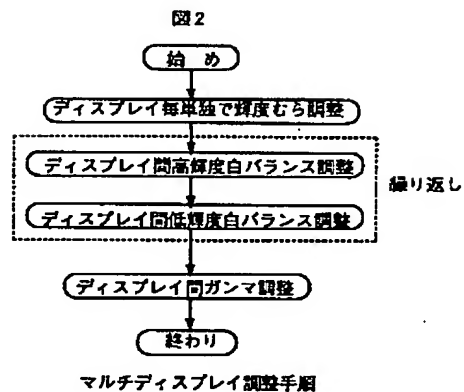 図2
始 め
ディスプレイ毎単独で輝度むら調整
ディスプレイ間高輝度白バランス調整
繰り返し
ディスプレイ間低輝度白バランス調整
ディスプレイ間ガンマ調整
終わり
マルチディスプレイ調整手順